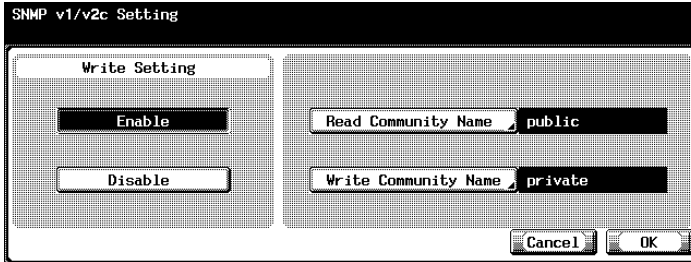 SNMP v1/v2c Setting
Write Setting
Enable
Disable
Read Community Name public
Write Community Name private
Cancel OK